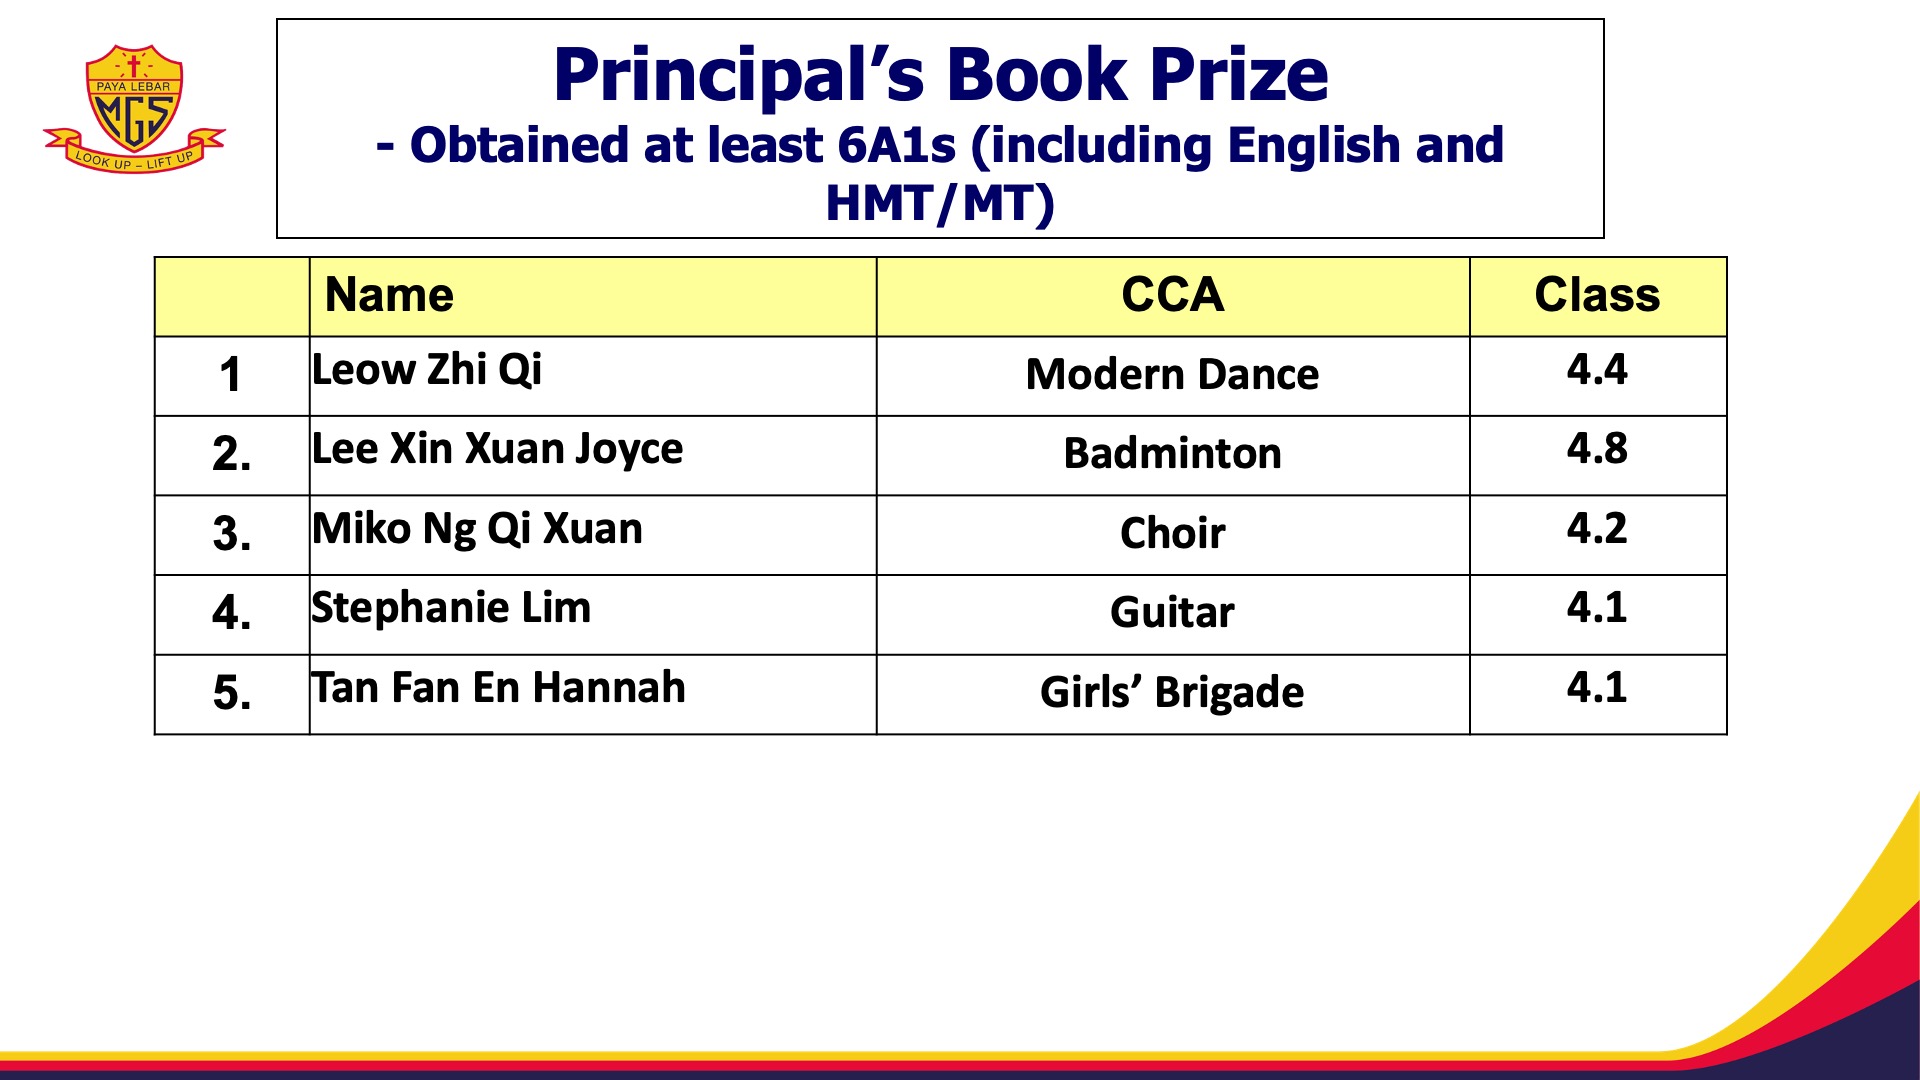 PAYA LEBAR
MGS
LOOK UP – LIFT UP
Principal’s Book Prize
- Obtained at least 6A1s (including English and
HMT/MT)
Name CCA Class
1 Leow Zhi Qi Modern Dance 4.4
2. Lee Xin Xuan Joyce Badminton 4.8
3. Miko Ng Qi Xuan Choir 4.2
4. Stephanie Lim Guitar 4.1
5. Tan Fan En Hannah Girls’ Brigade 4.1